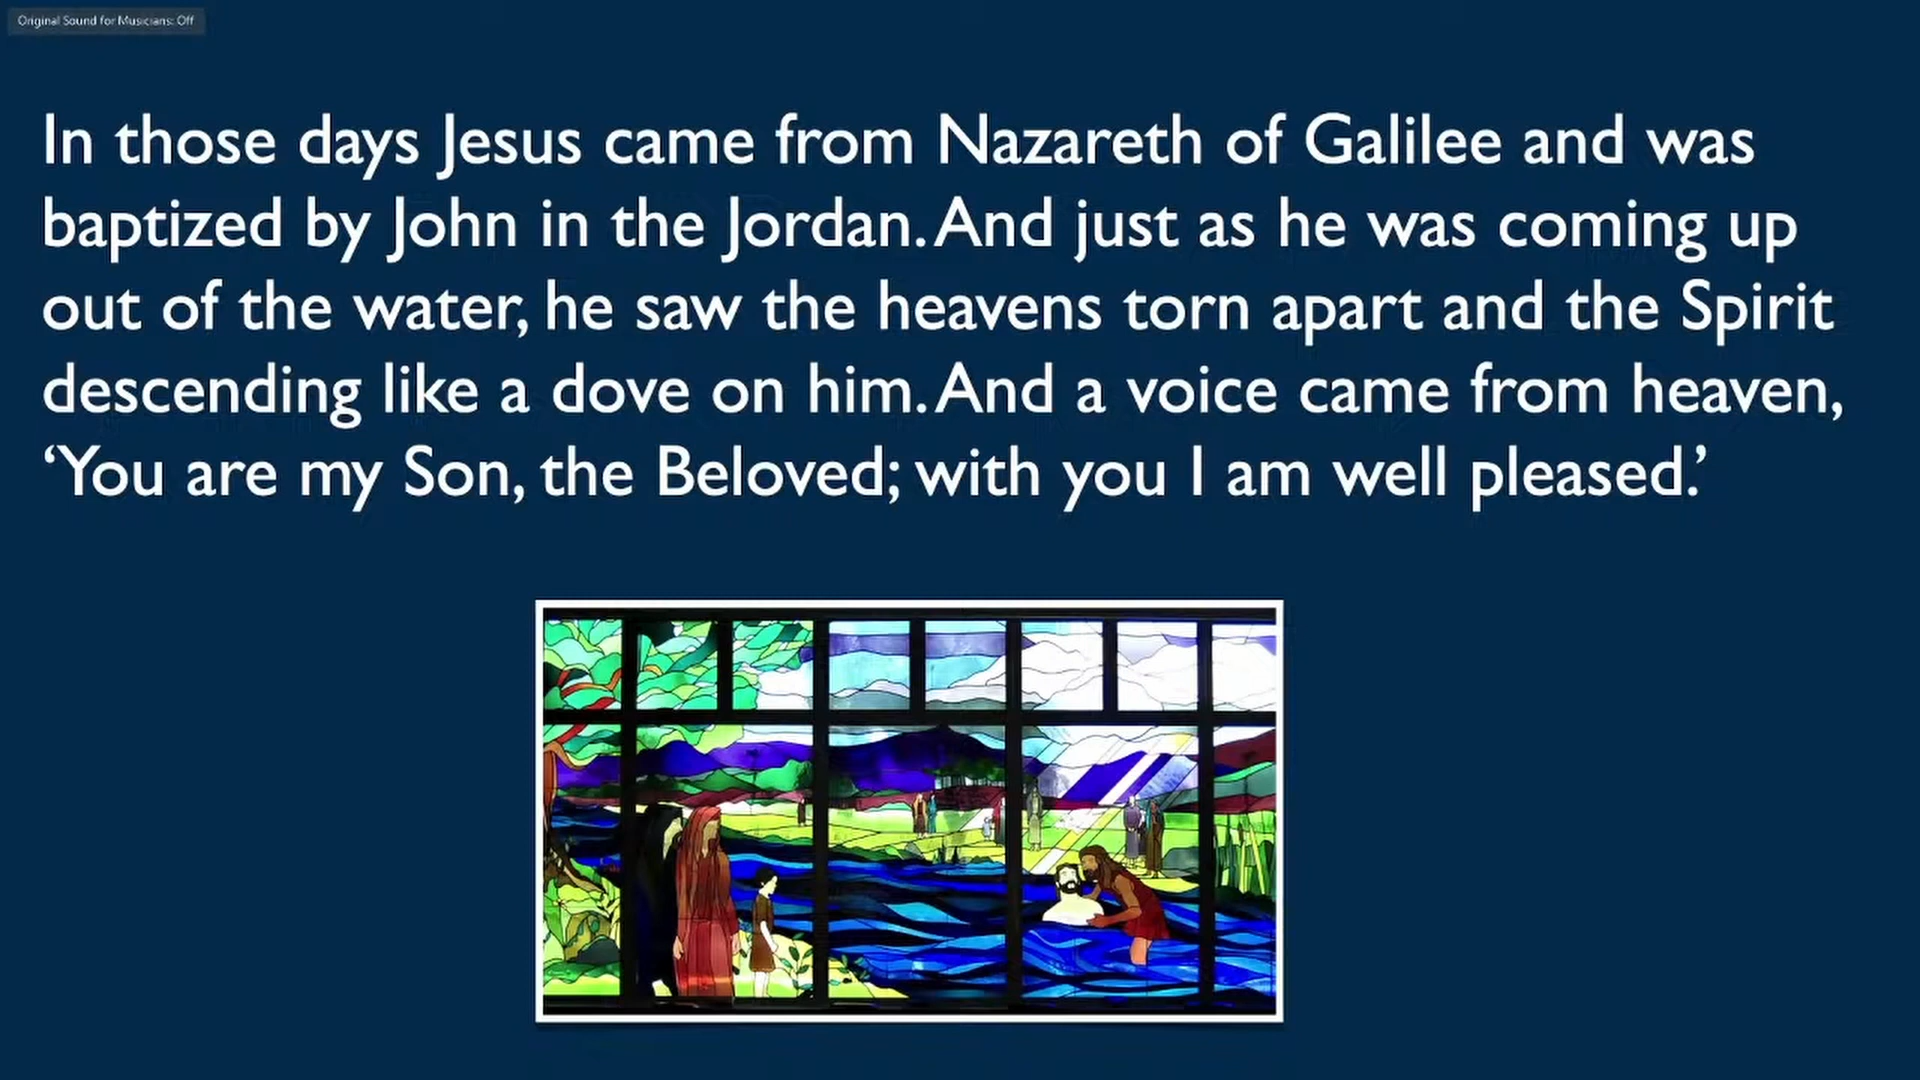 Original Sound for Musicians: Off
In those days Jesus came from Nazareth of Galilee and was
baptized by John in the Jordan. And just as he was coming up
out of the water, he saw the heavens torn apart and the Spirit
descending like a dove on him. And a voice came from heaven,
‘You are my Son, the Beloved; with you I am well pleased.’